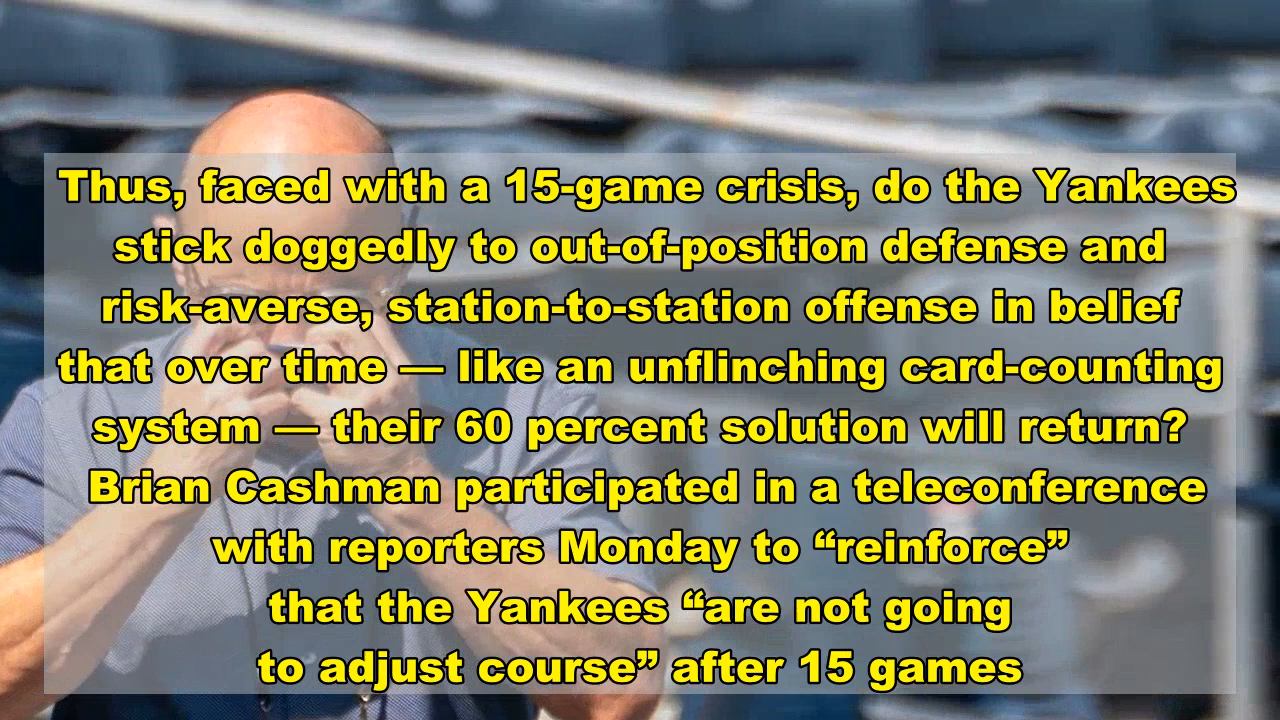 Thus, faced with a 15-game crisis, do the Yankees
stick doggedly to out-of-position defense and
risk-averse, station-to-station offense in belief
that over time — like an unflinching card-counting
system — their 60 percent solution will return?
Brian Cashman participated in a teleconference
with reporters Monday to “reinforce”
that the Yankees “are not going
to adjust course” after 15 games